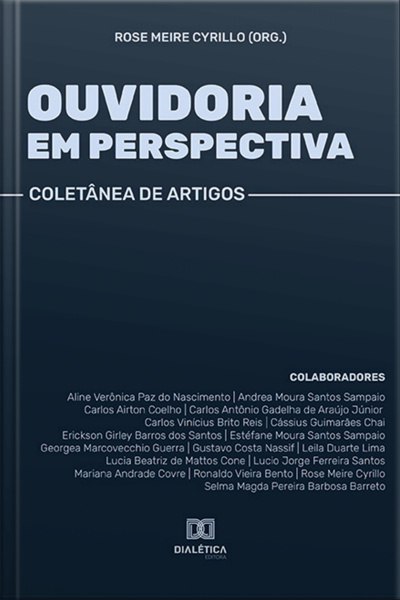 ROSE MEIRE CYRILLO (ORG.)
OUVIDORIA
EM PERSPECTIVA
COLETÂNEA DE ARTIGOS
COLABORADORES
Aline Verônica Paz do Nascimento | Andrea Moura Santos Sampaio
Carlos Airton Coelho | Carlos Antônio Gadelha de Araújo Júnior
Carlos Vinícius Brito Reis | Cássius Guimarães Chai
Erickson Girley Barros dos Santos | Estéfane Moura Santos Sampaio
Georgea Marcovecchio Guerra | Gustavo Costa Nassif | Leila Duarte Lima
Lucia Beatriz de Mattos Cone | Lucio Jorge Ferreira Santos
Mariana Andrade Covre | Ronaldo Vieira Bento | Rose Meire Cyrillo
Selma Magda Pereira Barbosa Barreto
DIALÉTICA
EDITORA